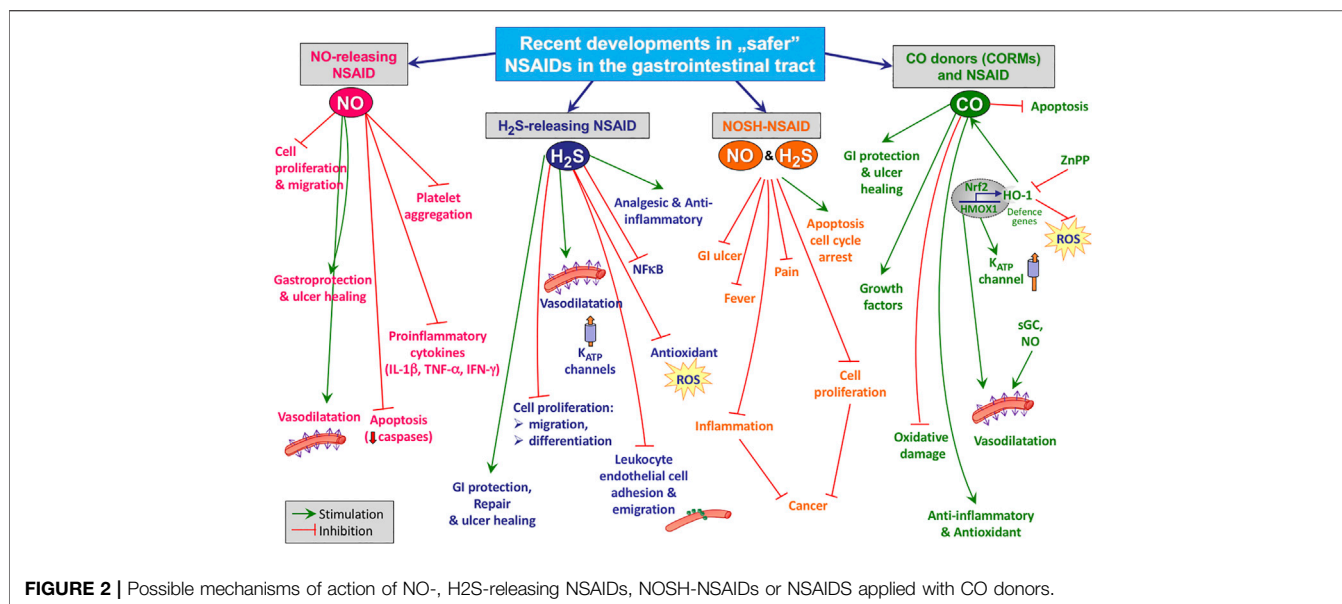 Recent developments in „safer”
NSAIDs in the gastrointestinal tract
NO-releasing
NSAID
NO
Cell
proliferation
& migration
Platelet
aggregation
Gastroprotection
& ulcer healing
Proinflammatory
cytokines
(IL-1β, TNF-α, IFN-γ)
Vasodilatation
Apoptosis
(caspases)
H₂S-releasing NSAID
H₂S
Analgesic & Anti-
inflammatory
NFκB
Vasodilatation
K_ATP
channels
Antioxidant
ROS
Cell proliferation:
➢ migration,
➢ differentiation
Leukocyte
endothelial cell
adhesion &
emigration
GI protection,
Repair
& ulcer healing
NOSH-NSAID
NO & H₂S
Apoptosis
cell cycle
arrest
GI ulcer
Pain
Fever
Cell
proliferation
Inflammation
Cancer
CO donors (CORMs)
and NSAID
CO
Apoptosis
GI protection
& ulcer
healing
ZnPP
Nrf2
HO-1
HMOX1
Defence
genes
ROS
K_ATP
channel
Growth
factors
sGC,
NO
Vasodilatation
Oxidative
damage
Anti-inflammatory
& Antioxidant
Stimulation
Inhibition
FIGURE 2 | Possible mechanisms of action of NO-, H2S-releasing NSAIDs, NOSH-NSAIDs or NSAIDS applied with CO donors.